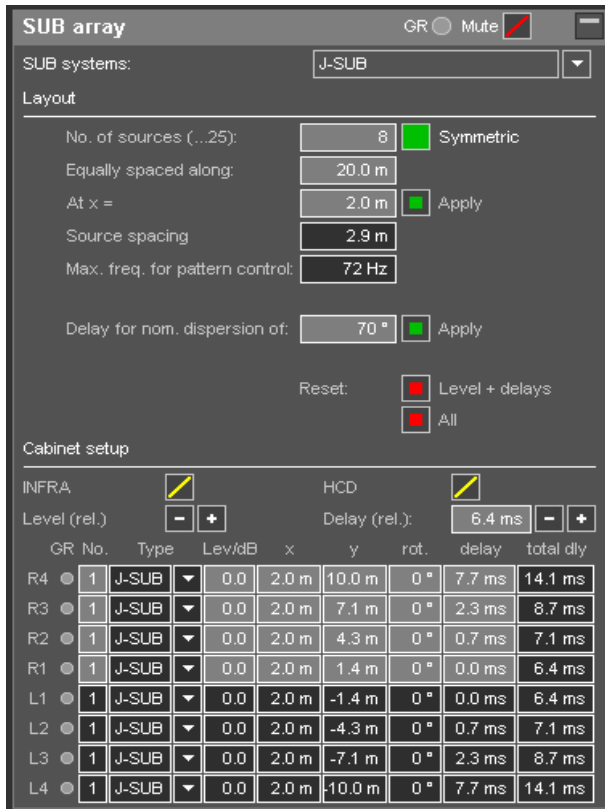 SUB array GR Mute
SUB systems: J-SUB
Layout
No. of sources (...25): 8 Symmetric
Equally spaced along: 20.0 m
At x = 2.0 m Apply
Source spacing 2.9 m
Max. freq. for pattern control: 72 Hz
Delay for nom. dispersion of: 70 ° Apply
Reset: Level + delays
All
Cabinet setup
INFRA HCD
Level (rel.) - + Delay (rel.): 6.4 ms - +
GR No. Type Lev/dB x y rot. delay total dly
R4 1 J-SUB 0.0 2.0 m 10.0 m 0 ° 7.7 ms 14.1 ms
R3 1 J-SUB 0.0 2.0 m 7.1 m 0 ° 2.3 ms 8.7 ms
R2 1 J-SUB 0.0 2.0 m 4.3 m 0 ° 0.7 ms 7.1 ms
R1 1 J-SUB 0.0 2.0 m 1.4 m 0 ° 0.0 ms 6.4 ms
L1 1 J-SUB 0.0 2.0 m -1.4 m 0 ° 0.0 ms 6.4 ms
L2 1 J-SUB 0.0 2.0 m -4.3 m 0 ° 0.7 ms 7.1 ms
L3 1 J-SUB 0.0 2.0 m -7.1 m 0 ° 2.3 ms 8.7 ms
L4 1 J-SUB 0.0 2.0 m -10.0 m 0 ° 7.7 ms 14.1 ms